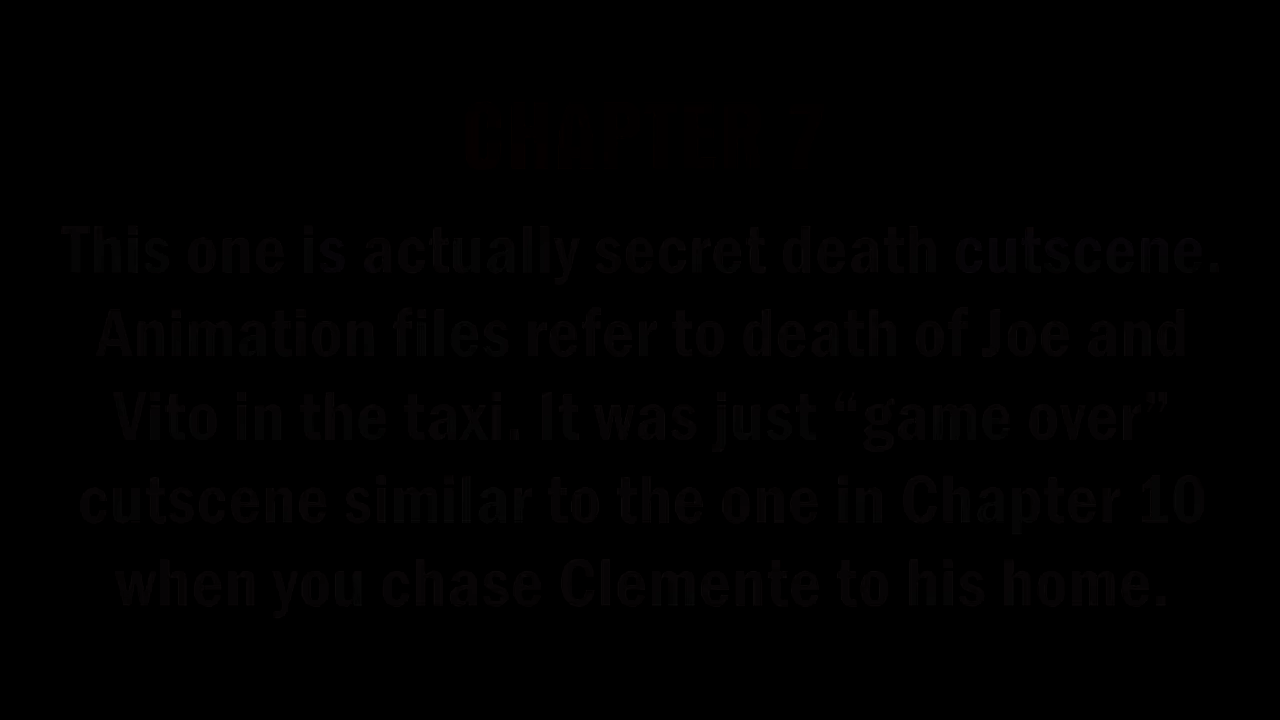 CHAPTER 7
This one is actually secret death cutscene.
Animation files refer to death of Joe and
Vito in the taxi. It was just “game over”
cutscene similar to the one in Chapter 10
when you chase Clemente to his home.